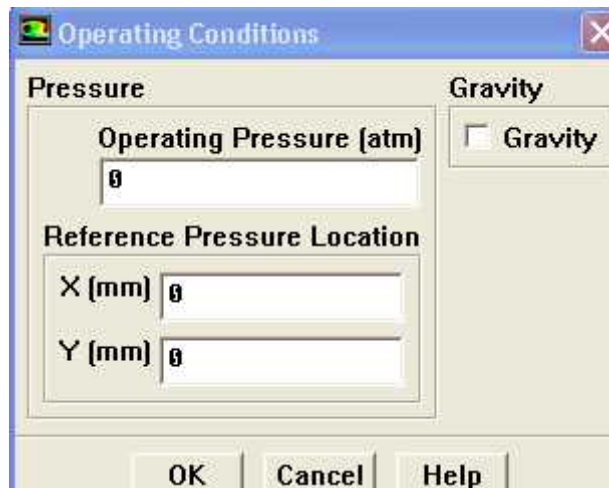 Operating Conditions
Pressure
Operating Pressure (atm)
0
Reference Pressure Location
X (mm) 0
Y (mm) 0
Gravity
Gravity
OK Cancel Help